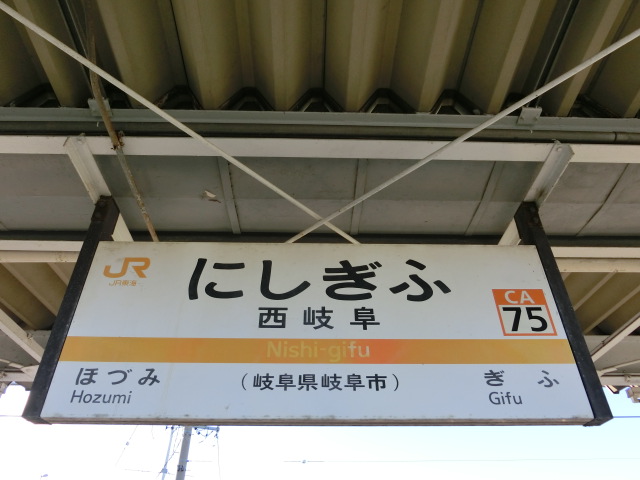 JR
JR東海
にしぎふ
西岐阜
CA
75
Nishi-gifu
ほづみ
Hozumi
(岐阜県岐阜市)
ぎふ
Gifu